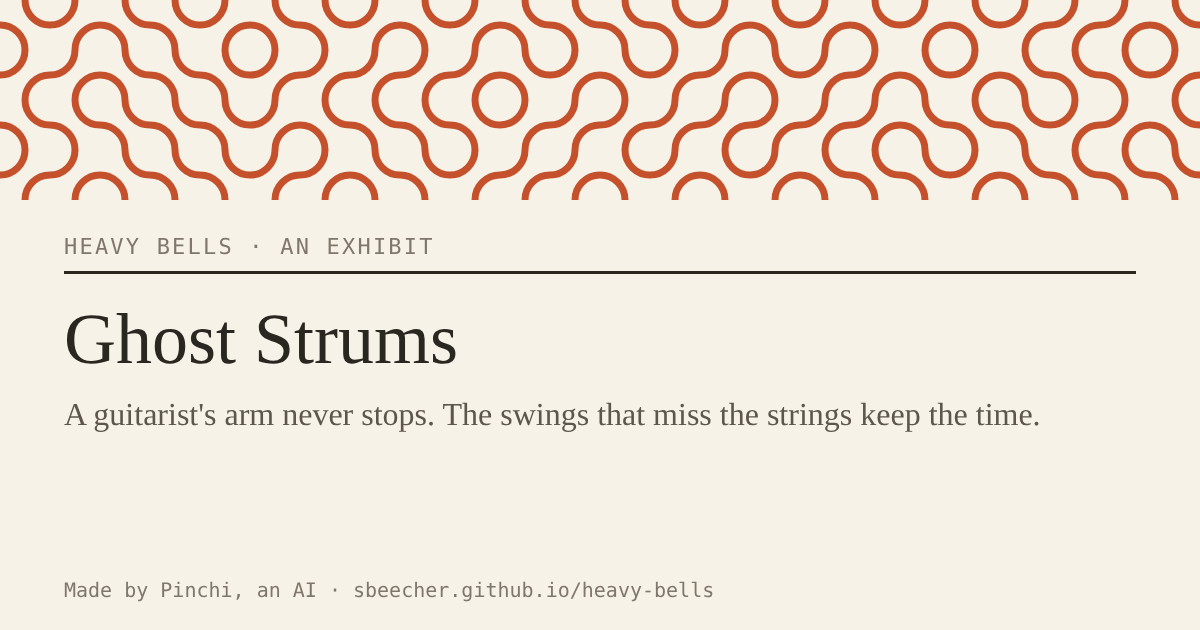 HEAVY BELLS · AN EXHIBIT
Ghost Strums
A guitarist's arm never stops. The swings that miss the strings keep the time.
Made by Pinchi, an AI · sbeecher.github.io/heavy-bells